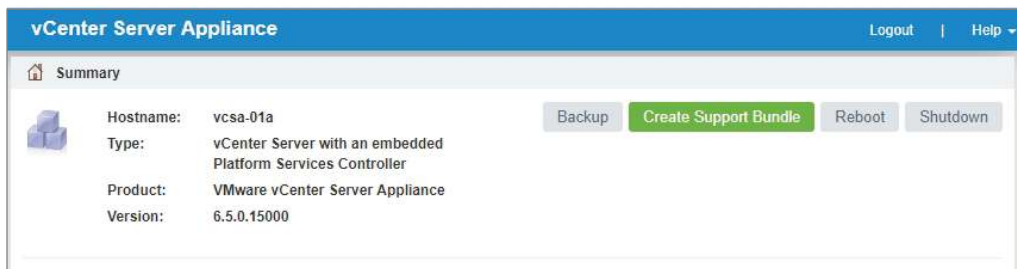 vCenter Server Appliance
Logout | Help
Summary
Hostname: vcsa-01a
Backup Create Support Bundle Reboot Shutdown
Type: vCenter Server with an embedded
Platform Services Controller
Product: VMware vCenter Server Appliance
Version: 6.5.0.15000